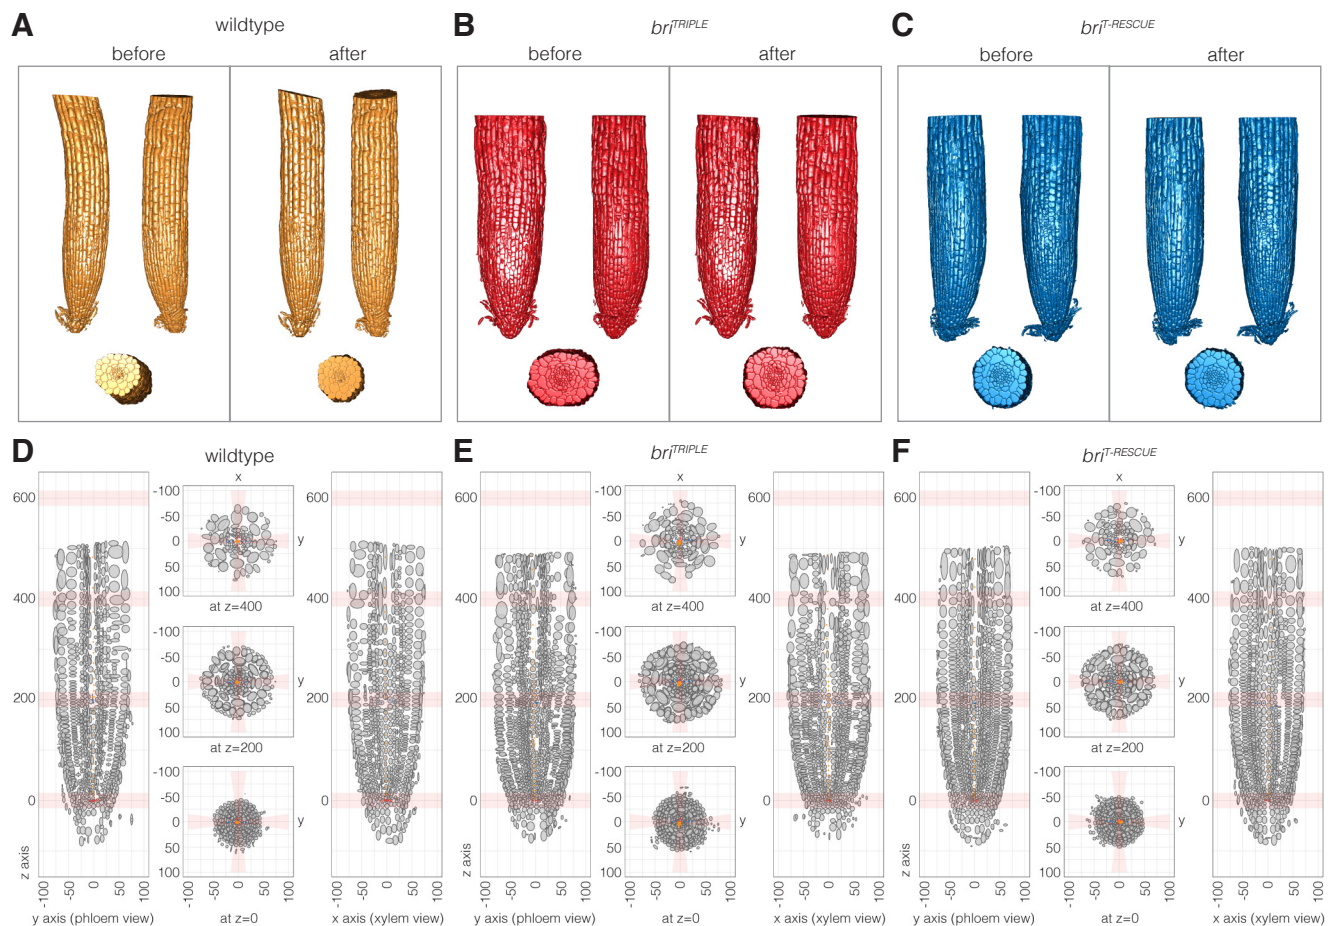 A
wildtype
before
after
B
bri^TRIPLE
before
after
C
bri^T-RESCUE
before
after
D
wildtype
600
400
200
0
z axis
-100
-50
0
50
100
y axis (phloem view)
x
-100
-50
0
50
100
y
at z=400
-100
-50
0
50
100
y
at z=200
-100
-50
0
50
100
y
-100
-50
0
50
100
at z=0
600
400
200
0
-100
-50
0
50
100
x axis (xylem view)
E
bri^TRIPLE
600
400
200
0
z axis
-100
-50
0
50
100
y axis (phloem view)
x
-100
-50
0
50
100
y
at z=400
-100
-50
0
50
100
y
at z=200
-100
-50
0
50
100
y
-100
-50
0
50
100
at z=0
600
400
200
0
-100
-50
0
50
100
x axis (xylem view)
F
bri^T-RESCUE
600
400
200
0
z axis
-100
-50
0
50
100
y axis (phloem view)
x
-100
-50
0
50
100
y
at z=400
-100
-50
0
50
100
y
at z=200
-100
-50
0
50
100
y
-100
-50
0
50
100
at z=0
600
400
200
0
-100
-50
0
50
100
x axis (xylem view)